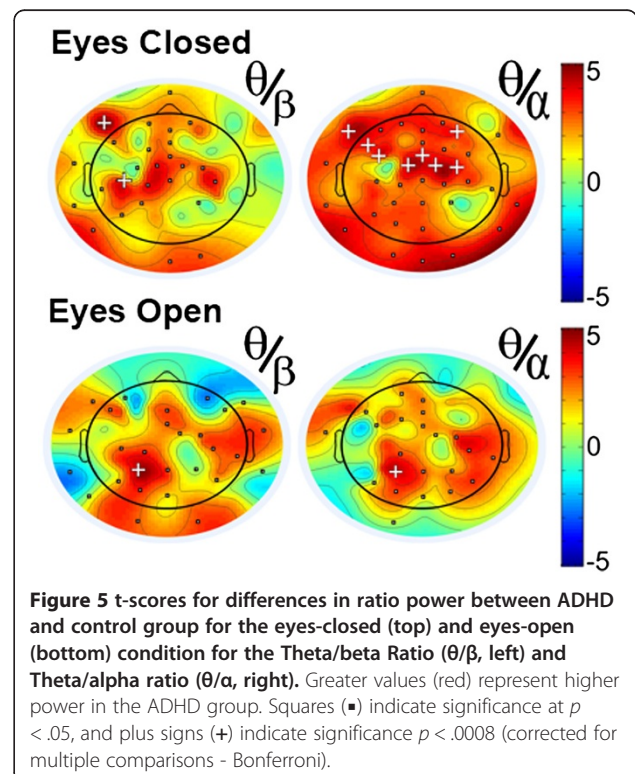 Eyes Closed
θ/β
θ/α
5
0
-5
Eyes Open
θ/β
θ/α
5
0
-5
Figure 5 t-scores for differences in ratio power between ADHD
and control group for the eyes-closed (top) and eyes-open
(bottom) condition for the Theta/beta Ratio (θ/β, left) and
Theta/alpha ratio (θ/α, right). Greater values (red) represent higher
power in the ADHD group. Squares (▪) indicate significance at p
< .05, and plus signs (+) indicate significance p < .0008 (corrected for
multiple comparisons - Bonferroni).